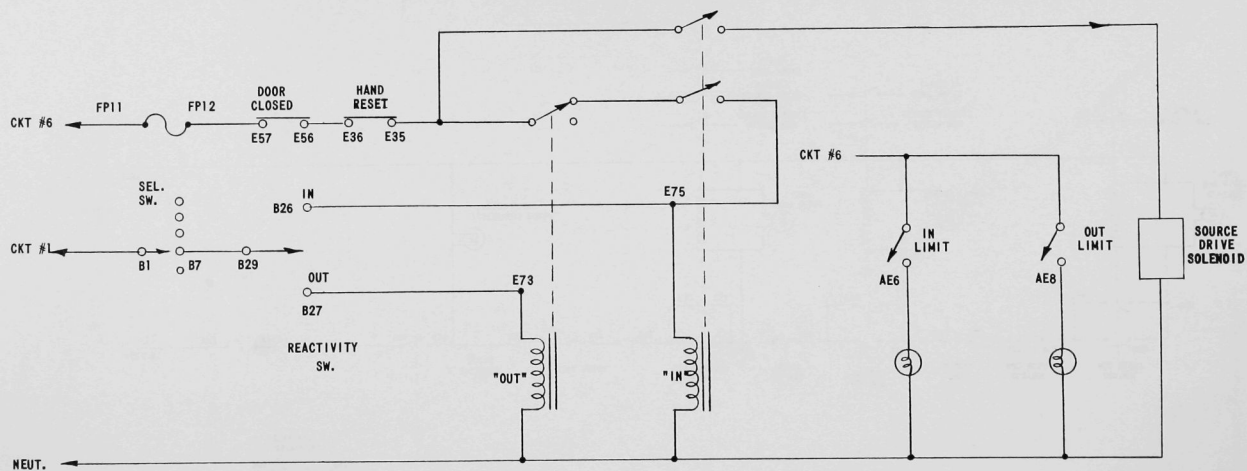 FP11
FP12
DOOR
CLOSED
HAND
RESET
CKT #6
E57
E56
E36
E35
CKT #6
SEL.
SW.
IN
B26
E75
IN
LIMIT
OUT
LIMIT
SOURCE
DRIVE
SOLENOID
CKT #1
B1
B7
B29
AE6
AE8
OUT
B27
E73
REACTIVITY
SW.
"OUT"
"IN"
NEUT.